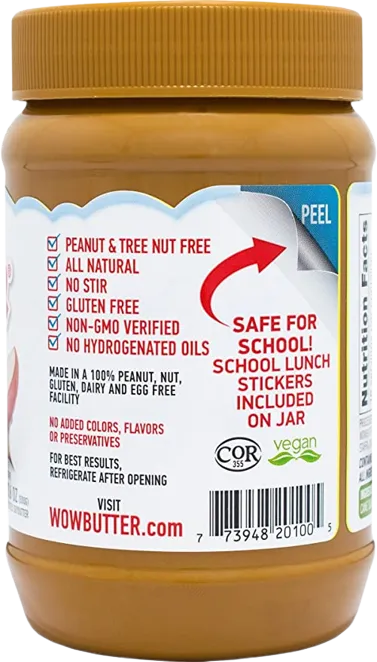 PEEL
PEANUT & TREE NUT FREE
ALL NATURAL
NO STIR
GLUTEN FREE
NON-GMO VERIFIED
NO HYDROGENATED OILS
SAFE FOR
SCHOOL!
SCHOOL LUNCH
STICKERS
INCLUDED
ON JAR
MADE IN A 100% PEANUT, NUT,
GLUTEN, DAIRY AND EGG FREE
FACILITY
NO ADDED COLORS, FLAVORS
OR PRESERVATIVES
FOR BEST RESULTS,
REFRIGERATE AFTER OPENING
COR
355
vegan
VISIT
WOWBUTTER.com
7 73948 20100 5
Nutrition Facts